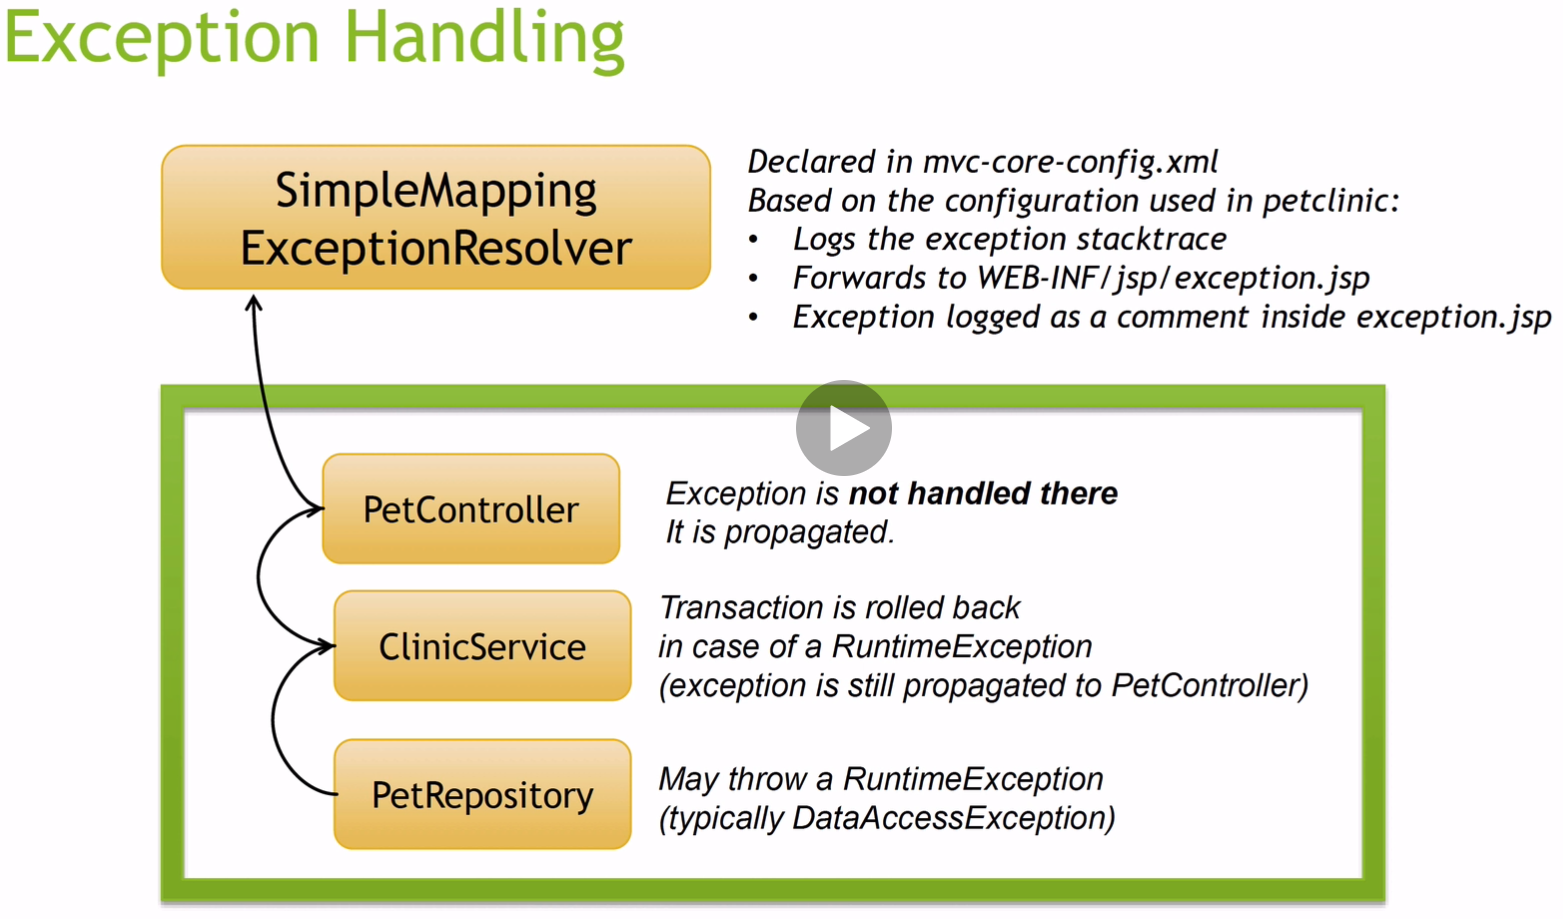 Exception Handling
SimpleMapping
ExceptionResolver
Declared in mvc-core-config.xml
Based on the configuration used in petclinic:
• Logs the exception stacktrace
• Forwards to WEB-INF/jsp/exception.jsp
• Exception logged as a comment inside exception.jsp
PetController
Exception is not handled there
It is propagated.
ClinicService
Transaction is rolled back
in case of a RuntimeException
(exception is still propagated to PetController)
PetRepository
May throw a RuntimeException
(typically DataAccessException)